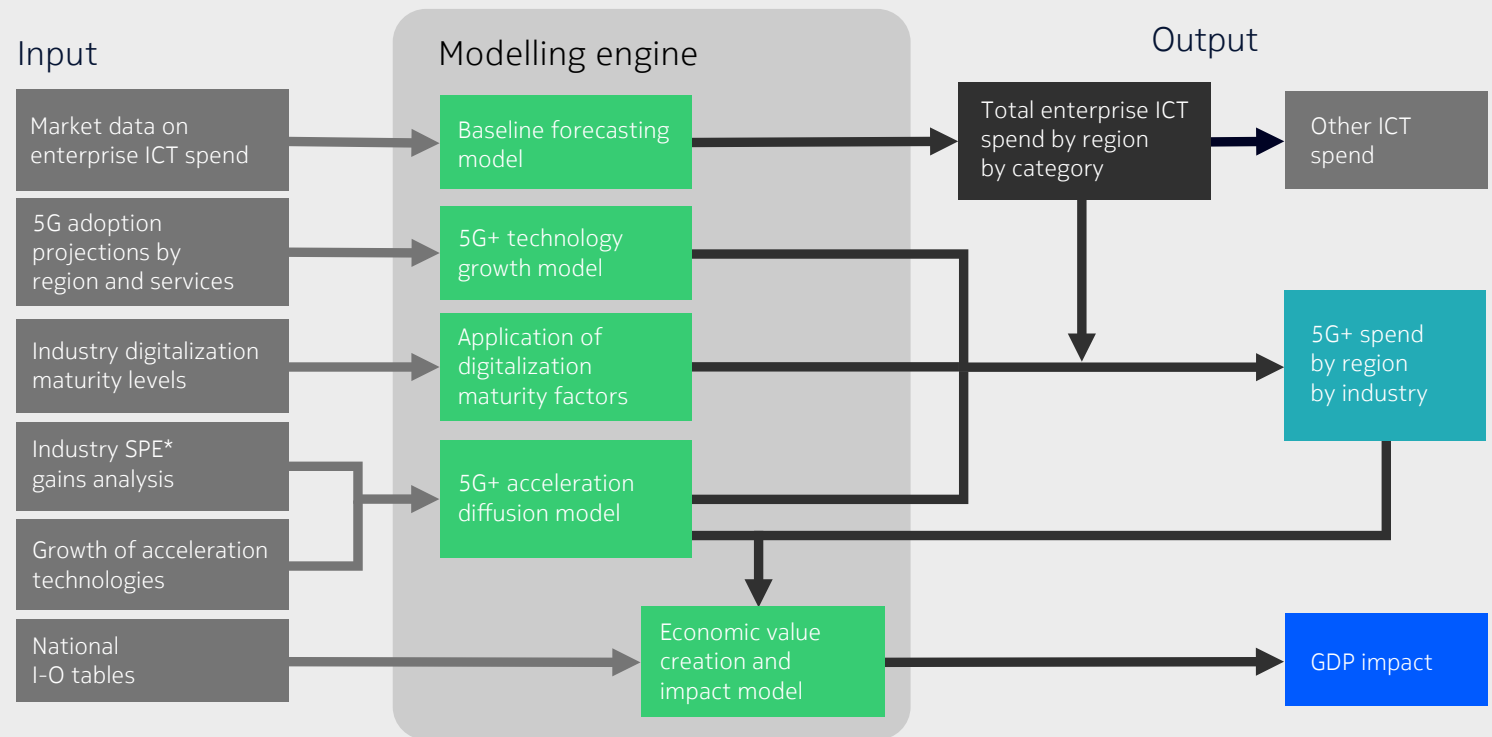 Input
Modelling engine
Output
Market data on
enterprise ICT spend
Baseline forecasting
model
Total enterprise ICT
spend by region
by category
Other ICT
spend
5G adoption
projections by
region and services
5G+ technology
growth model
Industry digitalization
maturity levels
Application of
digitalization
maturity factors
5G+ spend
by region
by industry
Industry SPE*
gains analysis
5G+ acceleration
diffusion model
Growth of acceleration
technologies
National
I-O tables
Economic value
creation and
impact model
GDP impact